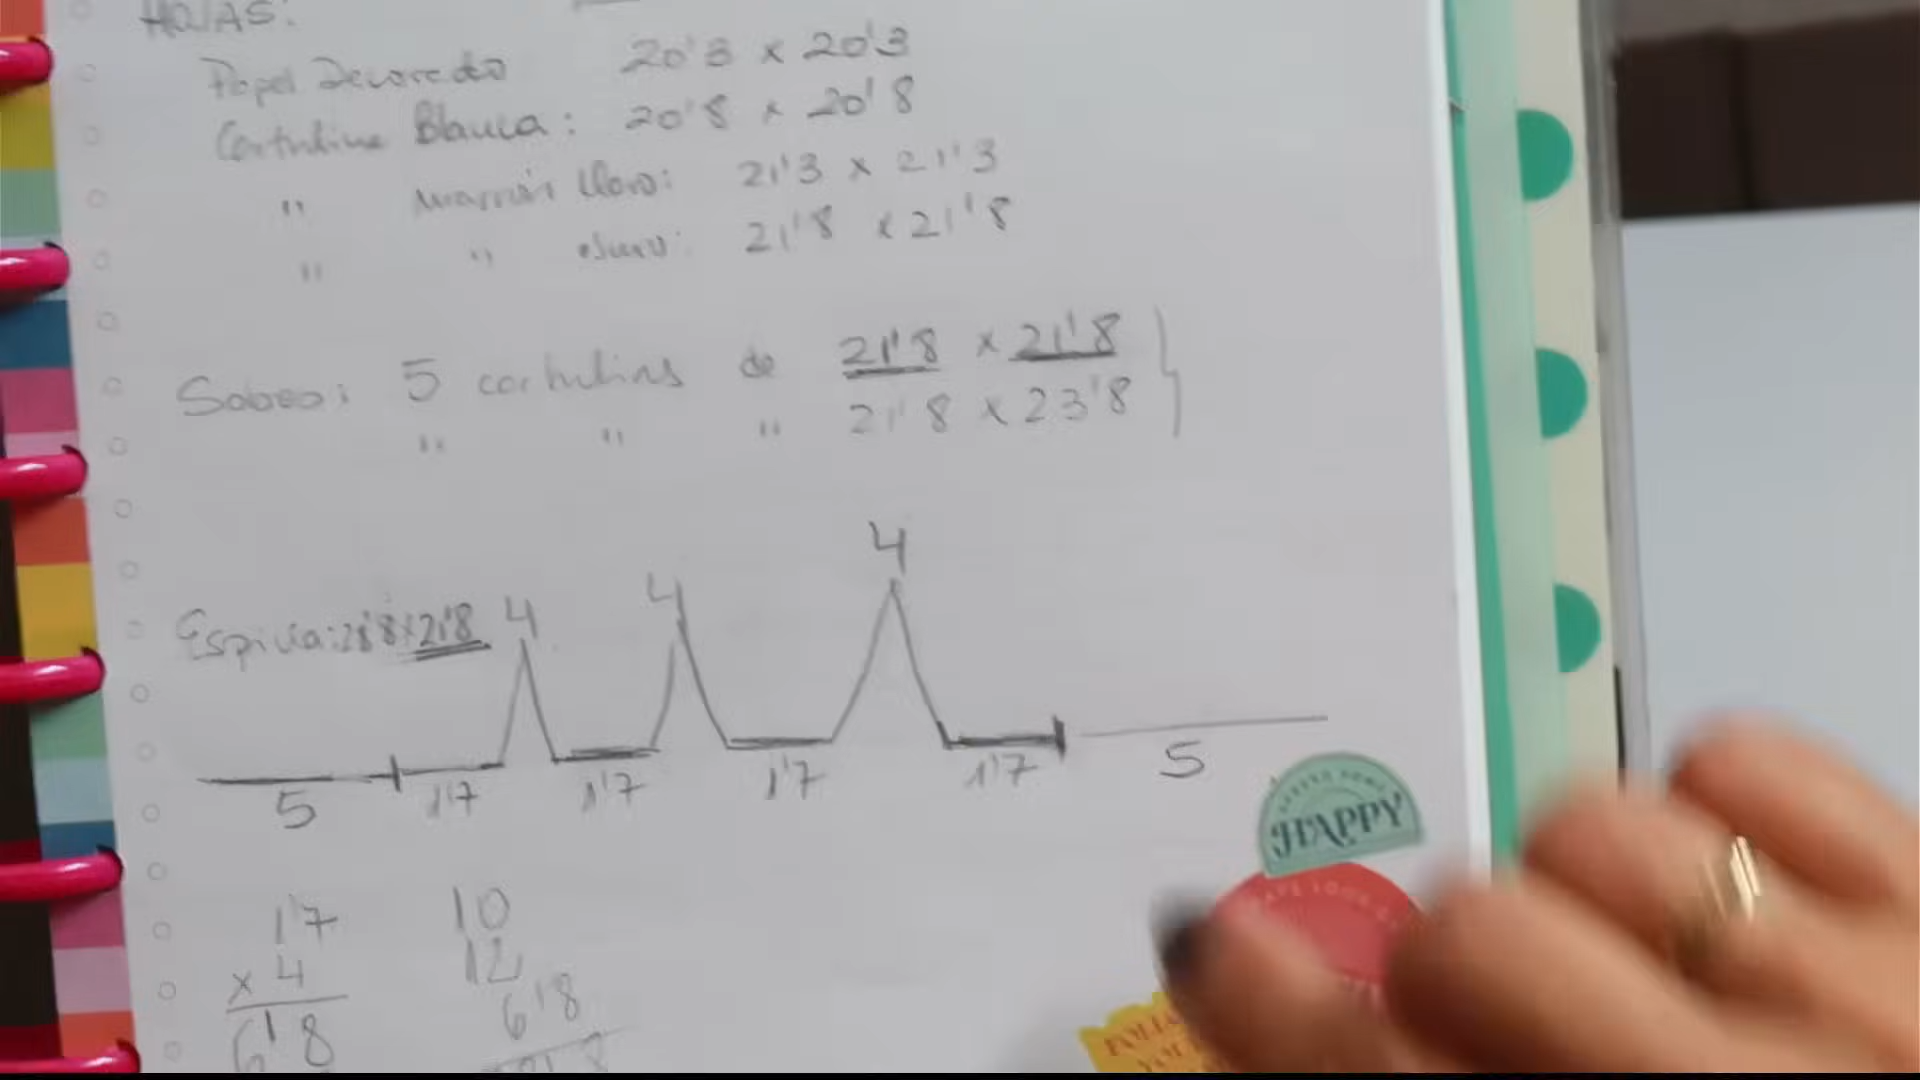 HOJAS:
Papel Decorado 20'3 x 20'3
Cartulina Blanca: 20'8 x 20'8
" Marrón Claro: 21'3 x 21'3
" " oscuro: 21'8 x 21'8
Sobao: 5 cartulinas de 21'8 x 21'8
" " " 21'8 x 23'8
4
4
Espina: 28'8 x 21'8 4
5 1'7 1'7 1'7 1'7 5
HAPPY
1'7 10
x 4 12
6'8 6'8